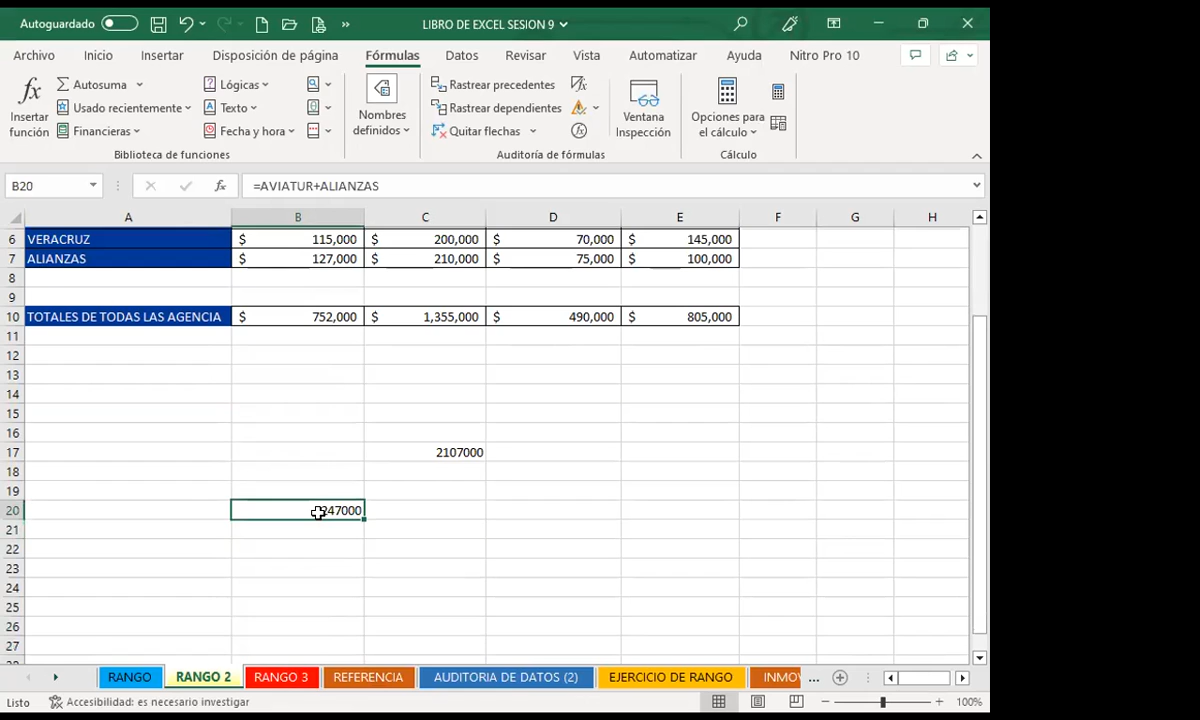 Autoguardado LIBRO DE EXCEL SESION 9
Archivo Inicio Insertar Disposición de página Fórmulas Datos Revisar Vista Automatizar Ayuda Nitro Pro 10
Insertar función
Autosuma
Usado recientemente
Financieras
Lógicas
Texto
Fecha y hora
Biblioteca de funciones
Nombres definidos
Rastrear precedentes
Rastrear dependientes
Quitar flechas
Auditoría de fórmulas
Ventana Inspección
Opciones para el cálculo
Cálculo
B20 fx =AVIATUR+ALIANZAS
A B C D E F G H
6 VERACRUZ $ 115,000 $ 200,000 $ 70,000 $ 145,000
7 ALIANZAS $ 127,000 $ 210,000 $ 75,000 $ 100,000
8
9
10 TOTALES DE TODAS LAS AGENCIA $ 752,000 $ 1,355,000 $ 490,000 $ 805,000
11
12
13
14
15
16
17 2107000
18
19
20 247000
21
22
23
24
25
26
27
RANGO RANGO 2 RANGO 3 REFERENCIA AUDITORIA DE DATOS (2) EJERCICIO DE RANGO ...
Listo Accesibilidad: es necesario investigar 100%